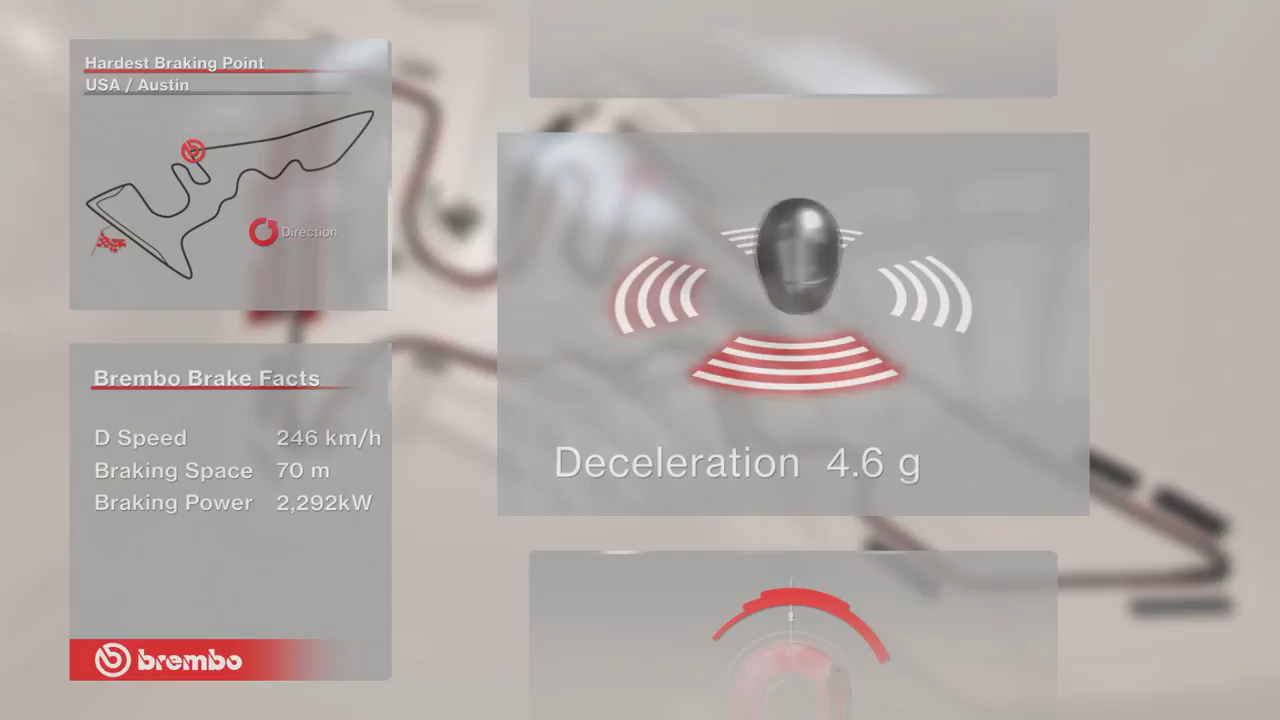 Hardest Braking Point
USA / Austin
Direction
Brembo Brake Facts
D Speed 246 km/h
Braking Space 70 m
Braking Power 2,292kW
brembo
Deceleration 4.6 g